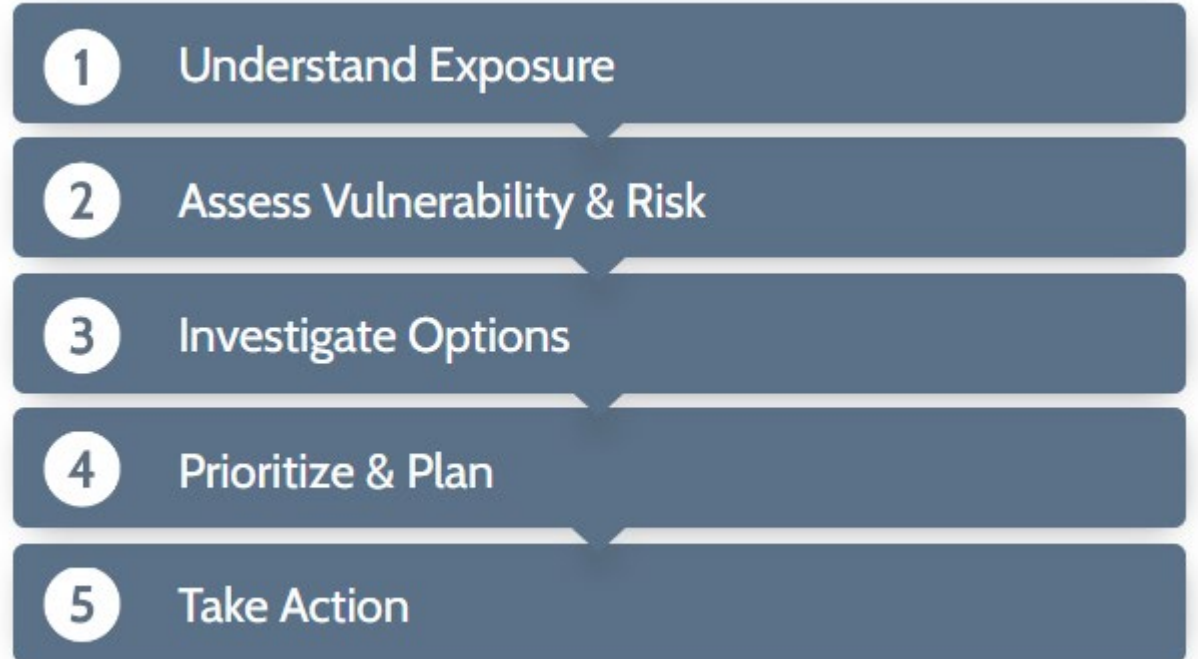 1 Understand Exposure
2 Assess Vulnerability & Risk
3 Investigate Options
4 Prioritize & Plan
5 Take Action